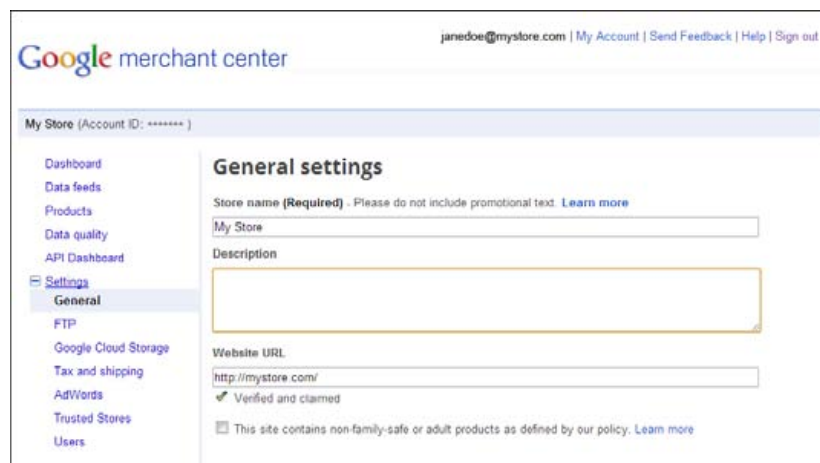 janedoe@mystore.com | My Account | Send Feedback | Help | Sign out
Google merchant center
My Store (Account ID: ******* )
Dashboard
Data feeds
Products
Data quality
API Dashboard
Settings
General
FTP
Google Cloud Storage
Tax and shipping
AdWords
Trusted Stores
Users
General settings
Store name (Required) - Please do not include promotional text. Learn more
My Store
Description
Website URL
http://mystore.com/
Verified and claimed
This site contains non-family-safe or adult products as defined by our policy. Learn more